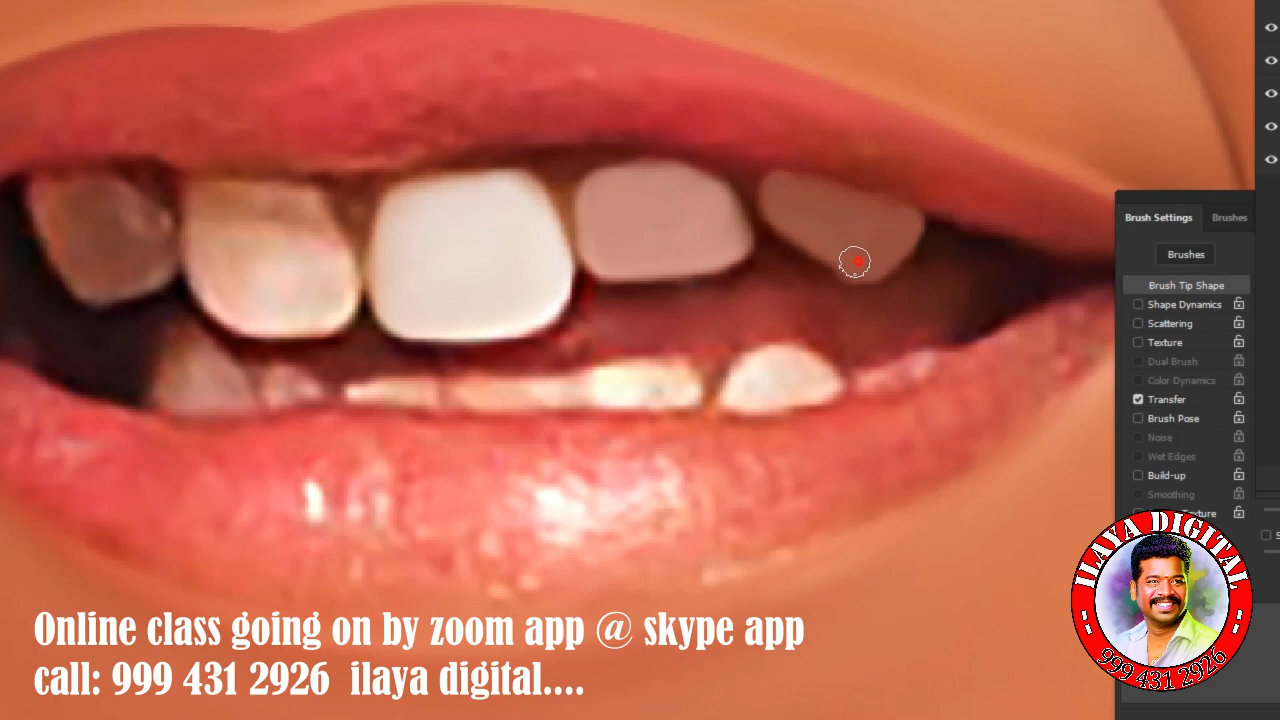 Brush Settings
Brushes
Brushes
Brush Tip Shape
Shape Dynamics
Scattering
Texture
Dual Brush
Color Dynamics
Transfer
Brush Pose
Noise
Wet Edges
Build-up
Smoothing
Texture
ILAYA DIGITAL
999 431 2926
Online class going on by zoom app @ skype app
call: 999 431 2926 ilaya digital....